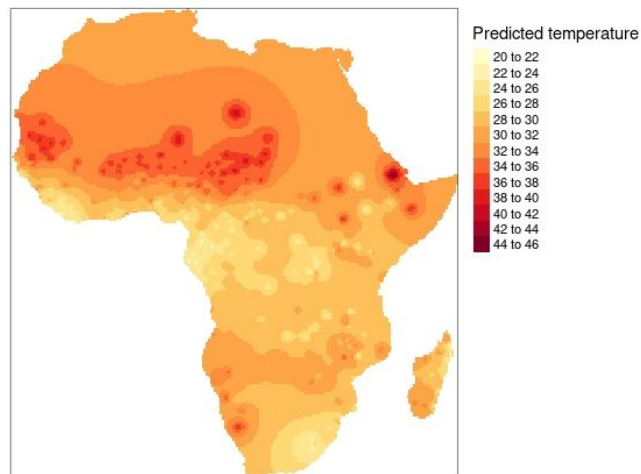 Predicted temperature
20 to 22
22 to 24
24 to 26
26 to 28
28 to 30
30 to 32
32 to 34
34 to 36
36 to 38
38 to 40
40 to 42
42 to 44
44 to 46